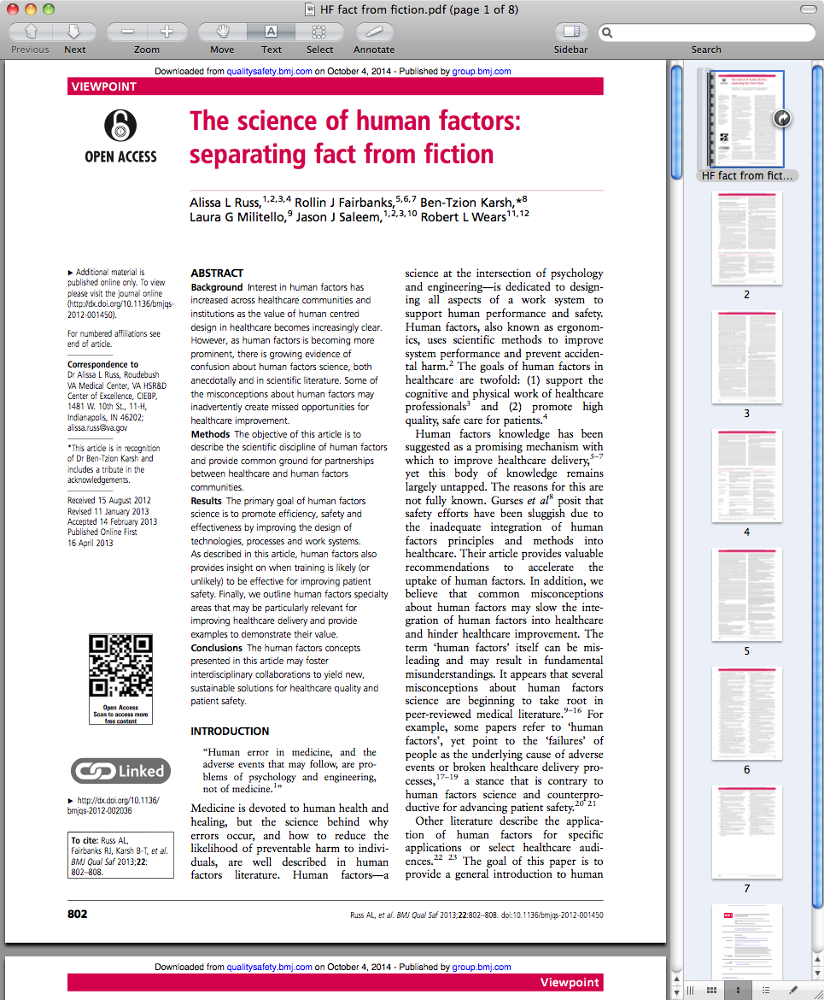 HF fact from fiction.pdf (page 1 of 8)
Previous Next Zoom Move Text Select Annotate Sidebar Search
Downloaded from qualitysafety.bmj.com on October 4, 2014 - Published by group.bmj.com
VIEWPOINT
OPEN ACCESS
The science of human factors:
separating fact from fiction
Alissa L Russ,1,2,3,4 Rollin J Fairbanks,5,6,7 Ben-Tzion Karsh,*8
Laura G Militello,9 Jason J Saleem,1,2,3,10 Robert L Wears11,12
▶ Additional material is
published online only. To view
please visit the journal online
(http://dx.doi.org/10.1136/bmjqs-
2012-001450).
For numbered affiliations see
end of article.
Correspondence to
Dr Alissa L Russ, Roudebush
VA Medical Center, VA HSR&D
Center of Excellence, CIEBP,
1481 W. 10th St., 11-H,
Indianapolis, IN 46202;
alissa.russ@va.gov
*This article is in recognition
of Dr Ben-Tzion Karsh and
includes a tribute in the
acknowledgements.
Received 15 August 2012
Revised 11 January 2013
Accepted 14 February 2013
Published Online First
16 April 2013
Open Access
Scan to access more
free content
Linked
▶ http://dx.doi.org/10.1136/
bmjqs-2012-002036
To cite: Russ AL,
Fairbanks RJ, Karsh B-T, et al.
BMJ Qual Saf 2013;22:
802–808.
ABSTRACT
Background Interest in human factors has
increased across healthcare communities and
institutions as the value of human centred
design in healthcare becomes increasingly clear.
However, as human factors is becoming more
prominent, there is growing evidence of
confusion about human factors science, both
anecdotally and in scientific literature. Some of
the misconceptions about human factors may
inadvertently create missed opportunities for
healthcare improvement.
Methods The objective of this article is to
describe the scientific discipline of human factors
and provide common ground for partnerships
between healthcare and human factors
communities.
Results The primary goal of human factors
science is to promote efficiency, safety and
effectiveness by improving the design of
technologies, processes and work systems.
As described in this article, human factors also
provides insight on when training is likely (or
unlikely) to be effective for improving patient
safety. Finally, we outline human factors specialty
areas that may be particularly relevant for
improving healthcare delivery and provide
examples to demonstrate their value.
Conclusions The human factors concepts
presented in this article may foster
interdisciplinary collaborations to yield new,
sustainable solutions for healthcare quality and
patient safety.
INTRODUCTION
“Human error in medicine, and the
adverse events that may follow, are pro-
blems of psychology and engineering,
not of medicine.1”
Medicine is devoted to human health and
healing, but the science behind why
errors occur, and how to reduce the
likelihood of preventable harm to indivi-
duals, are well described in human
factors literature. Human factors—a
science at the intersection of psychology
and engineering—is dedicated to design-
ing all aspects of a work system to
support human performance and safety.
Human factors, also known as ergonom-
ics, uses scientific methods to improve
system performance and prevent acciden-
tal harm.2 The goals of human factors in
healthcare are twofold: (1) support the
cognitive and physical work of healthcare
professionals3 and (2) promote high
quality, safe care for patients.4
Human factors knowledge has been
suggested as a promising mechanism with
which to improve healthcare delivery,5–7
yet this body of knowledge remains
largely untapped. The reasons for this are
not fully known. Gurses et al8 posit that
safety efforts have been sluggish due to
the inadequate integration of human
factors principles and methods into
healthcare. Their article provides valuable
recommendations to accelerate the
uptake of human factors. In addition, we
believe that common misconceptions
about human factors may slow the inte-
gration of human factors into healthcare
and hinder healthcare improvement. The
term ‘human factors’ itself can be mis-
leading and may result in fundamental
misunderstandings. It appears that several
misconceptions about human factors
science are beginning to take root in
peer-reviewed medical literature.9–16 For
example, some papers refer to ‘human
factors’, yet point to the ‘failures’ of
people as the underlying cause of adverse
events or broken healthcare delivery pro-
cesses,17–19 a stance that is contrary to
human factors science and counterpro-
ductive for advancing patient safety.20 21
Other literature describe the applica-
tion of human factors for specific
applications or select healthcare audi-
ences.22 23 The goal of this paper is to
provide a general introduction to human
802
Russ AL, et al. BMJ Qual Saf 2013;22:802–808. doi:10.1136/bmjqs-2012-001450
Downloaded from qualitysafety.bmj.com on October 4, 2014 - Published by group.bmj.com
Viewpoint
HF fact from fict...
2
3
4
5
6
7